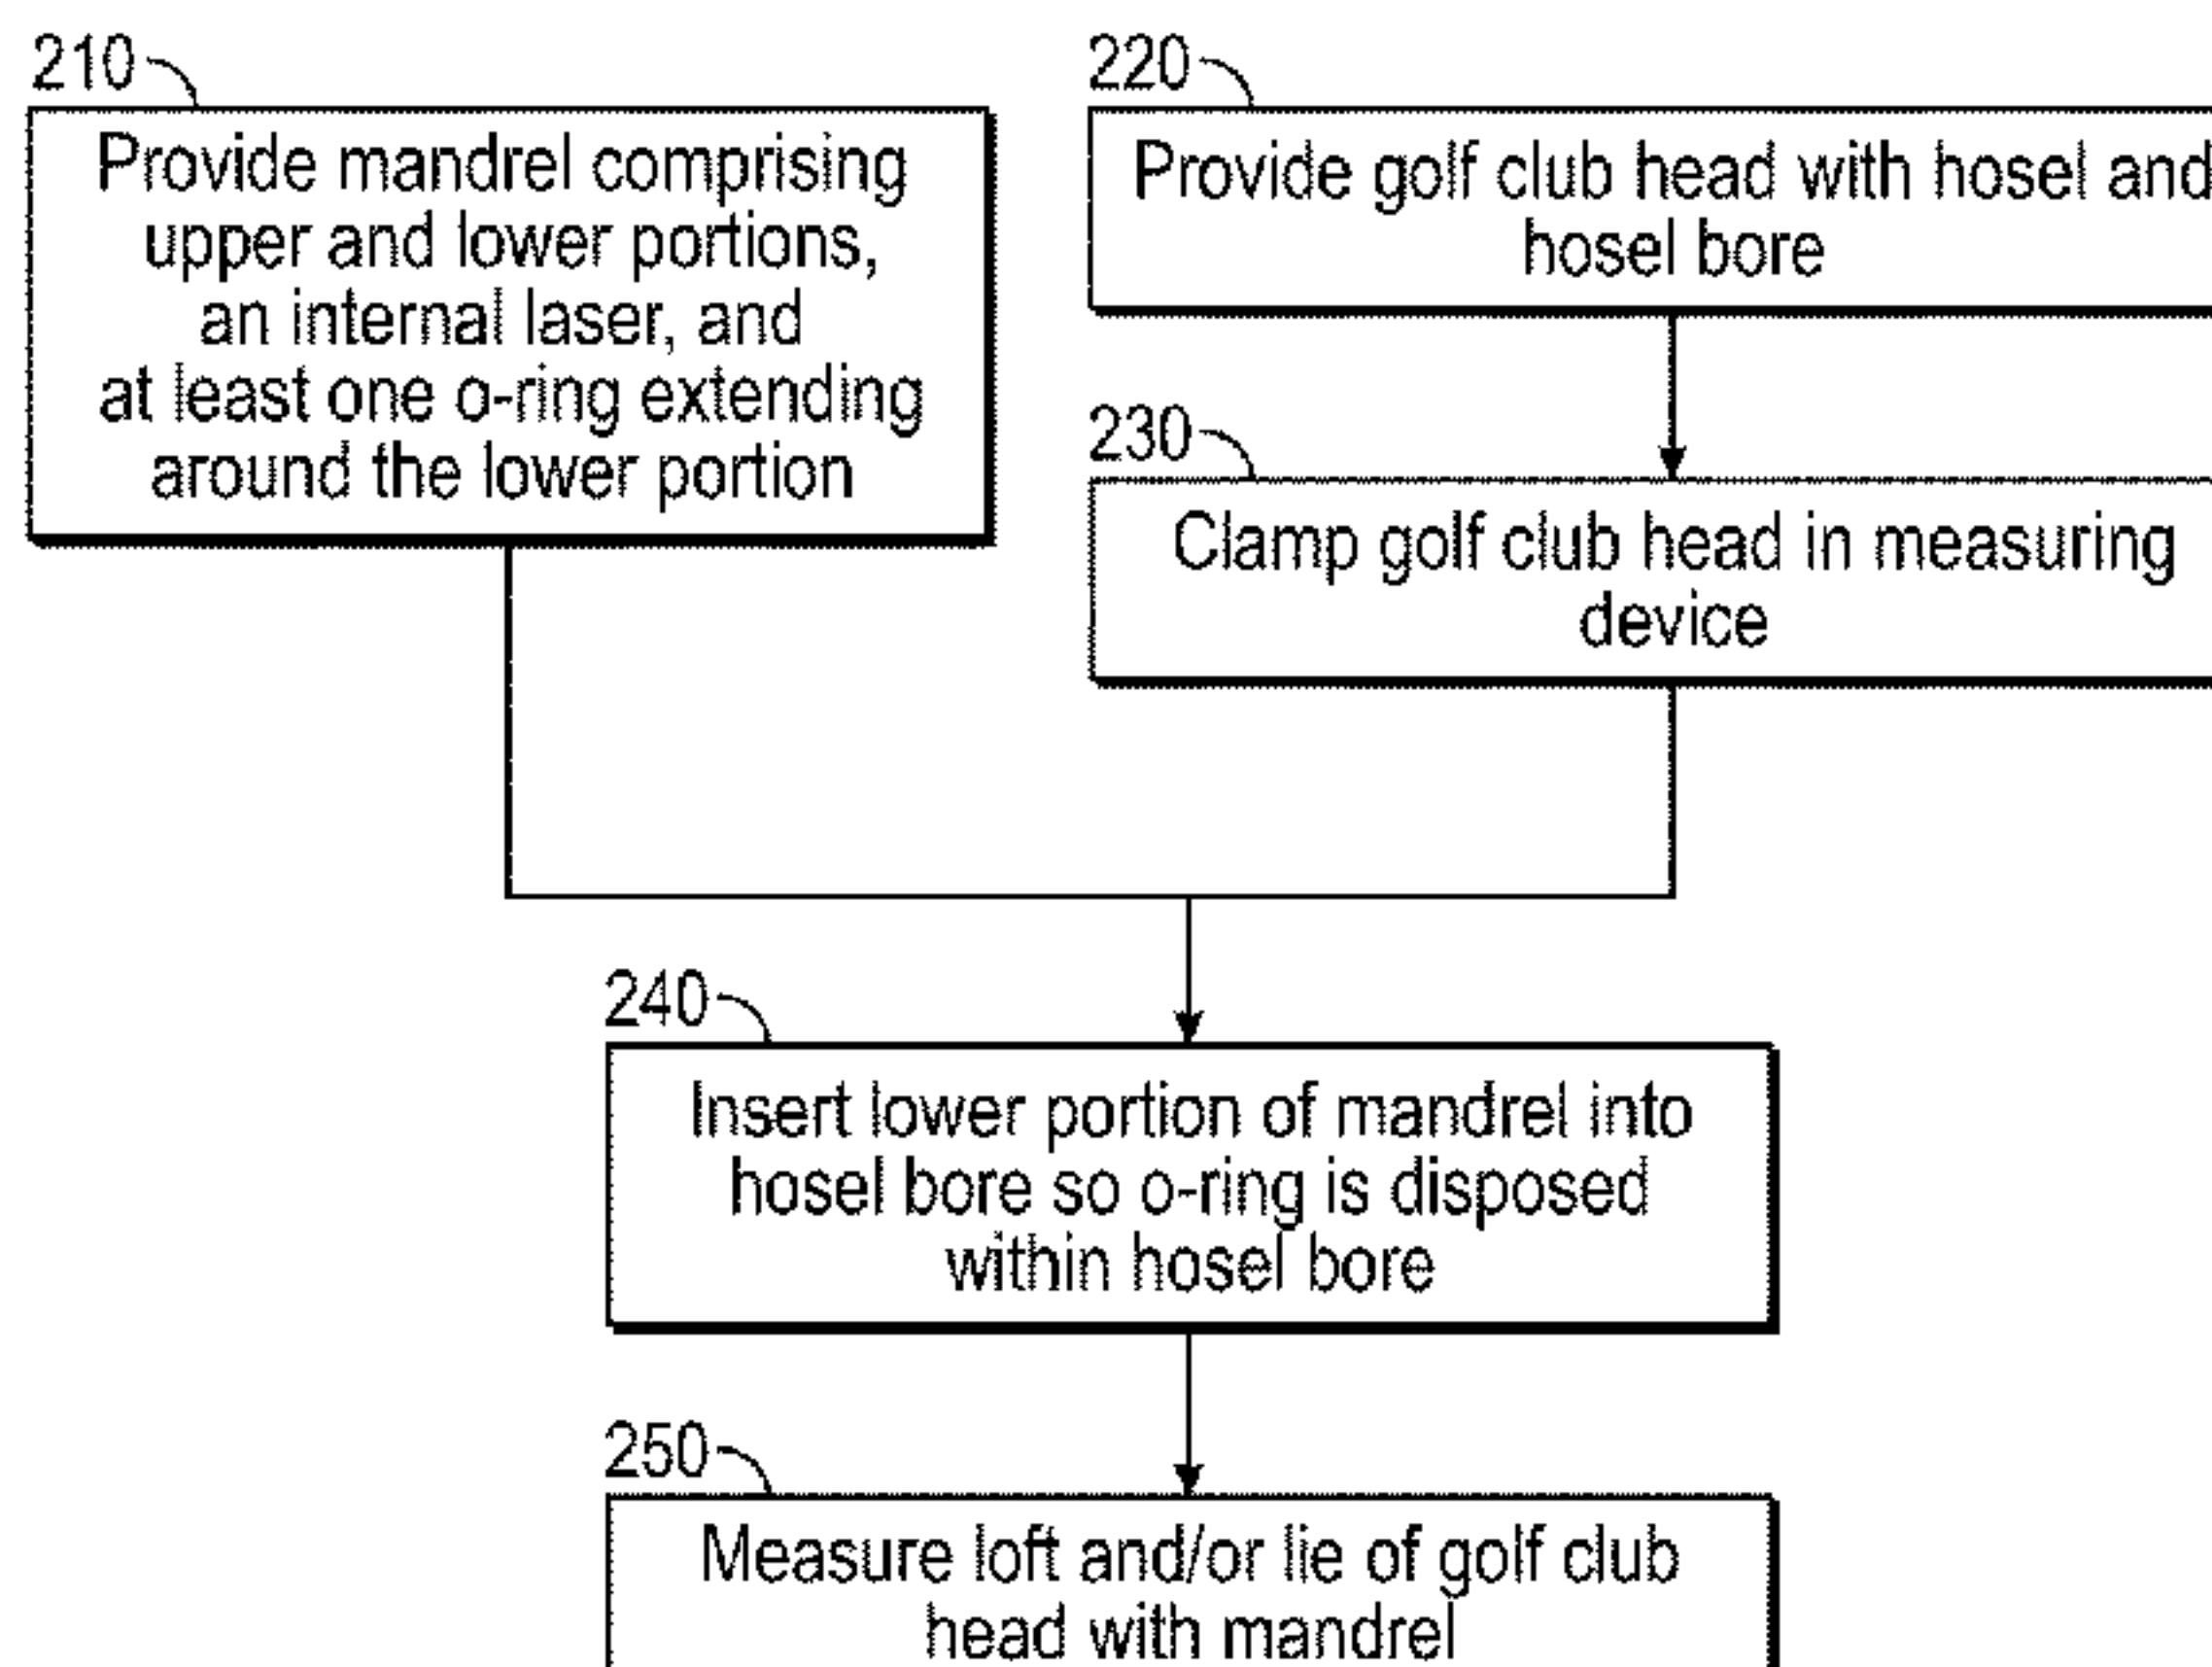 210
Provide mandrel comprising
upper and lower portions,
an internal laser, and
at least one o-ring extending
around the lower portion
220
Provide golf club head with hosel and
hosel bore
230
Clamp golf club head in measuring
device
240
Insert lower portion of mandrel into
hosel bore so o-ring is disposed
within hosel bore
250
Measure loft and/or lie of golf club
head with mandrel